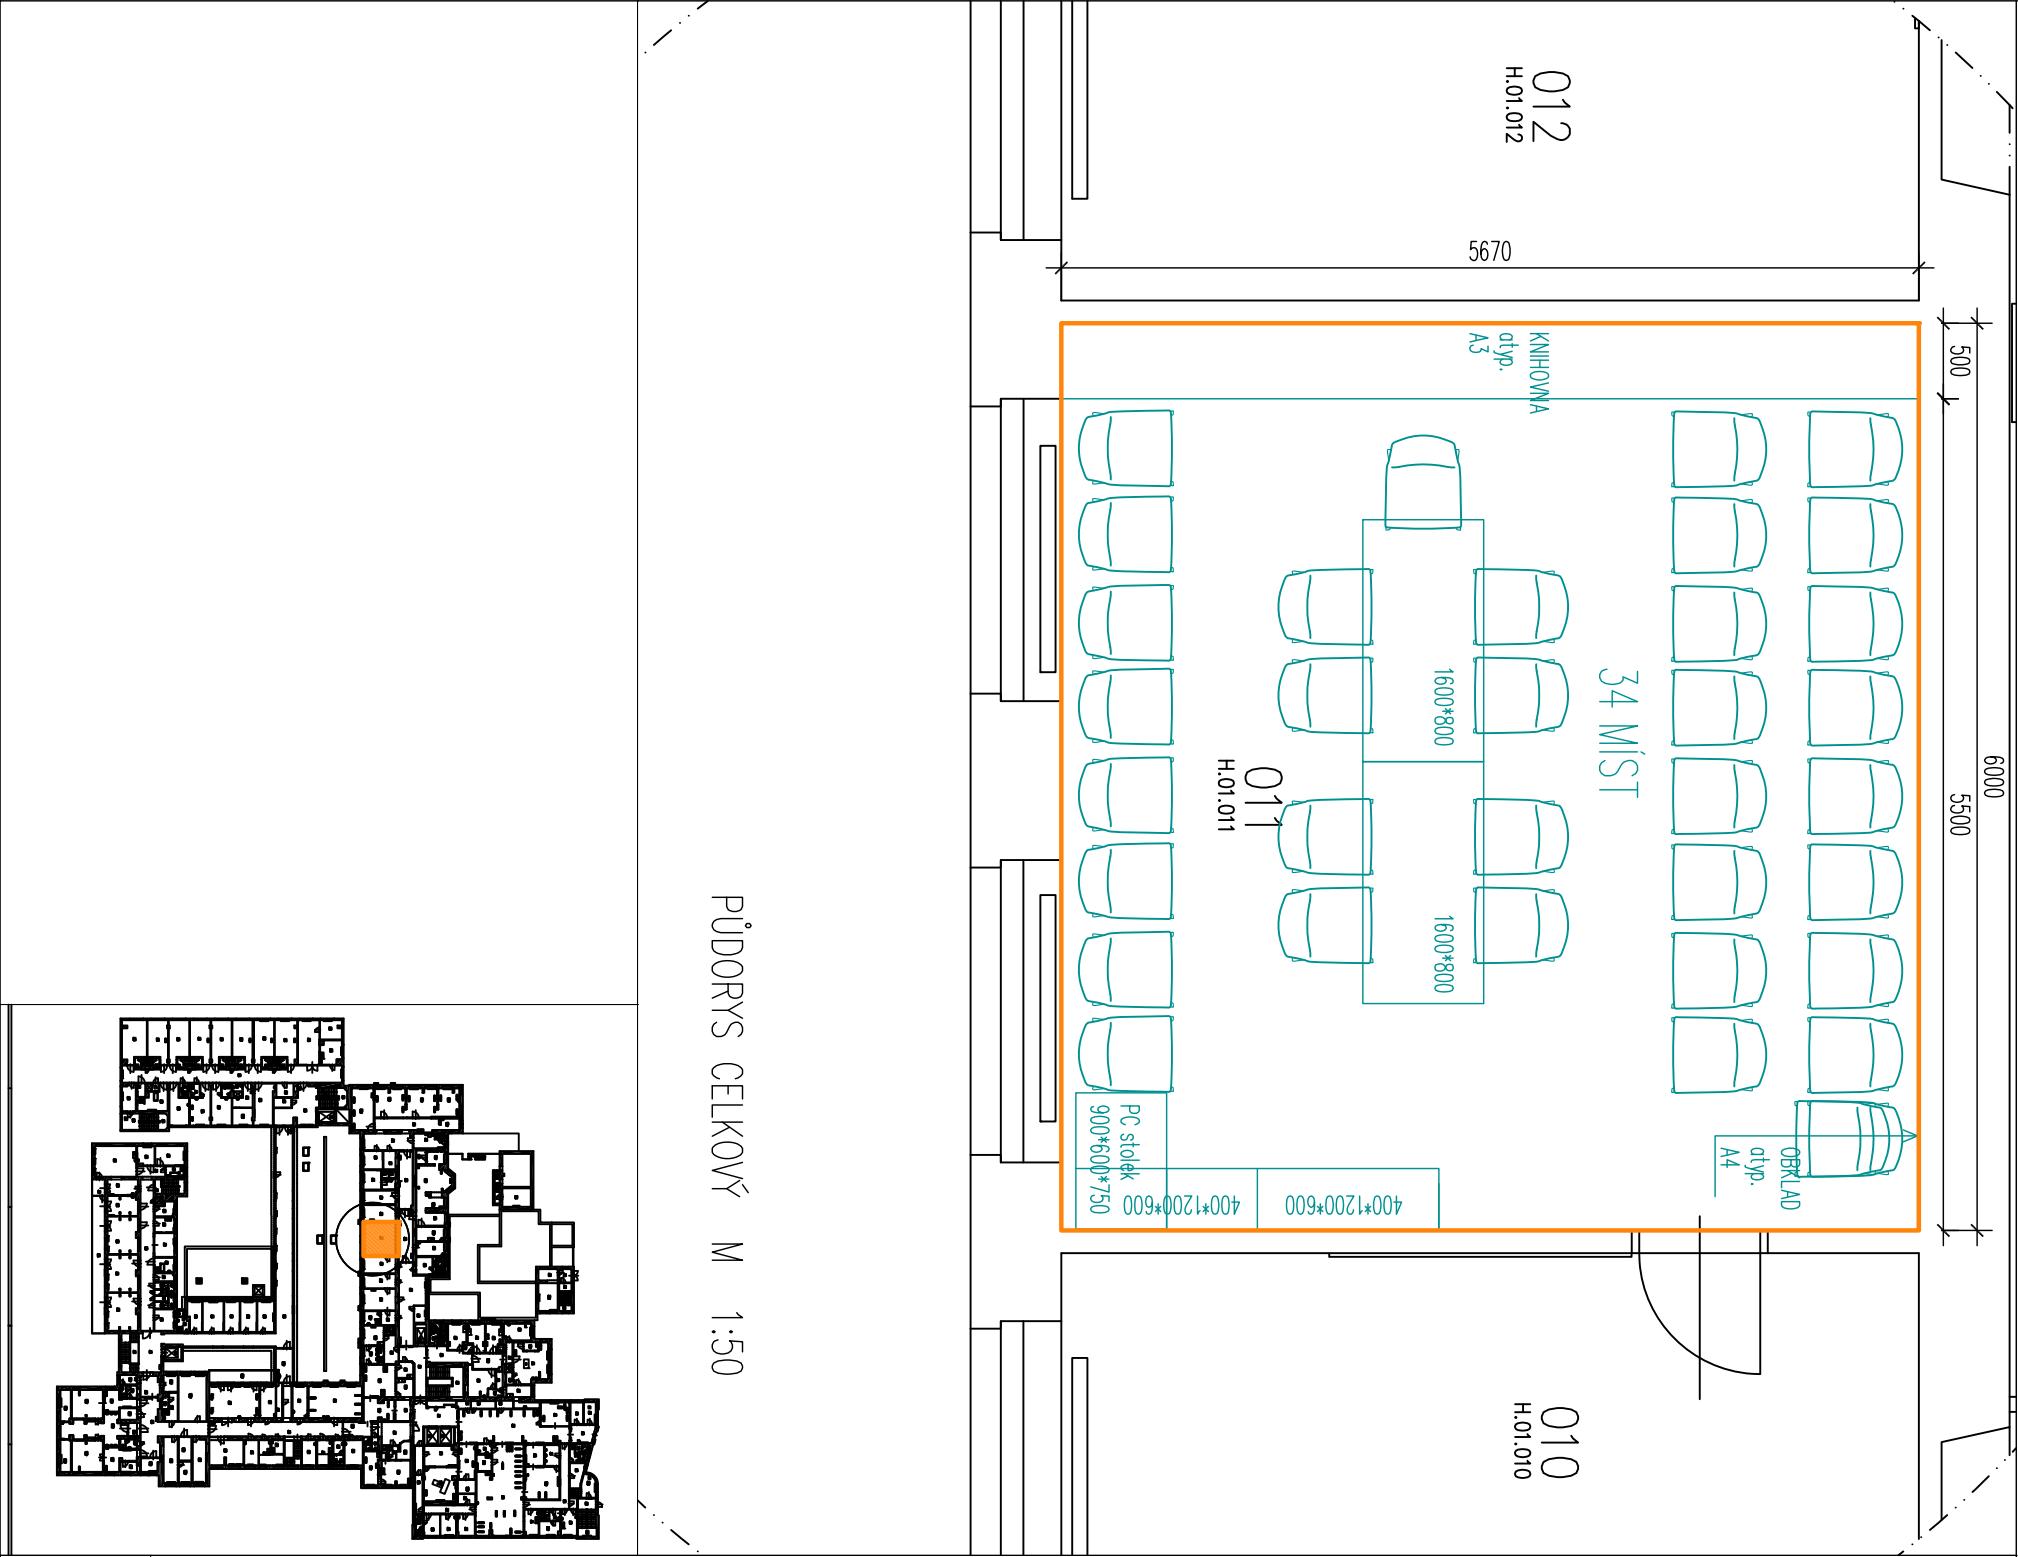 012
H.01.012
5670
500
6000
5500
KNIHOVNA
atyp.
A3
34 MÍST
1600*800
1600*800
011
H.01.011
OBKLAD
atyp.
A4
PC stolek
900*600*750
400*1200*600
400*1200*600
010
H.01.010
PŮDORYS CELKOVÝ M 1:50